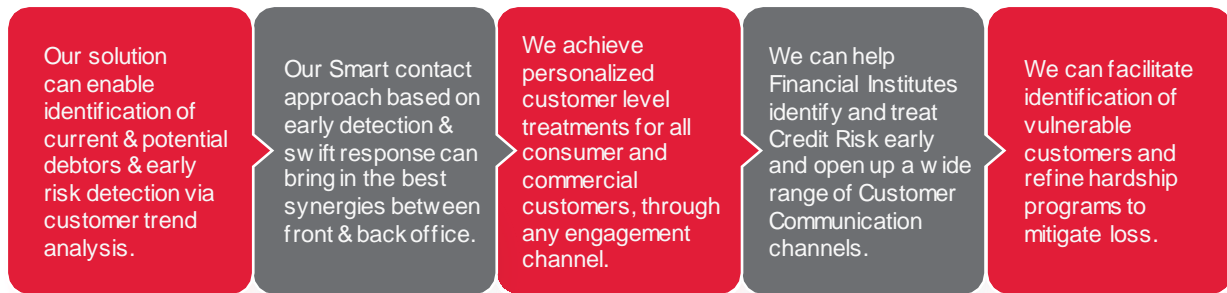 Our solution
can enable
identification of
current & potential
debtors & early
risk detection via
customer trend
analysis.
Our Smart contact
approach based on
early detection &
swift response can
bring in the best
synergies between
front & back office.
We achieve
personalized
customer level
treatments for all
consumer and
commercial
customers, through
any engagement
channel.
We can help
Financial Institutes
identify and treat
Credit Risk early
and open up a wide
range of Customer
Communication
channels.
We can facilitate
identification of
vulnerable
customers and
refine hardship
programs to
mitigate loss.